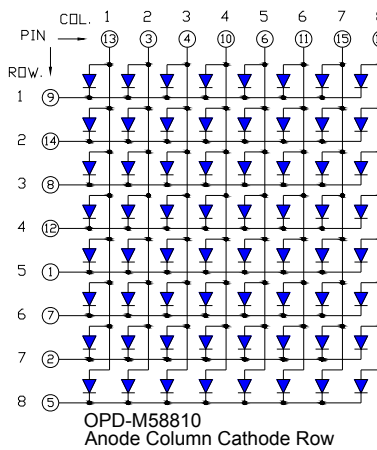 COL. 1 2 3 4 5 6 7
PIN 13 3 4 10 6 11 15
ROW.
1 9
2 14
3 8
4 12
5 1
6 7
7 2
8 5
OPD-M58810
Anode Column Cathode Row